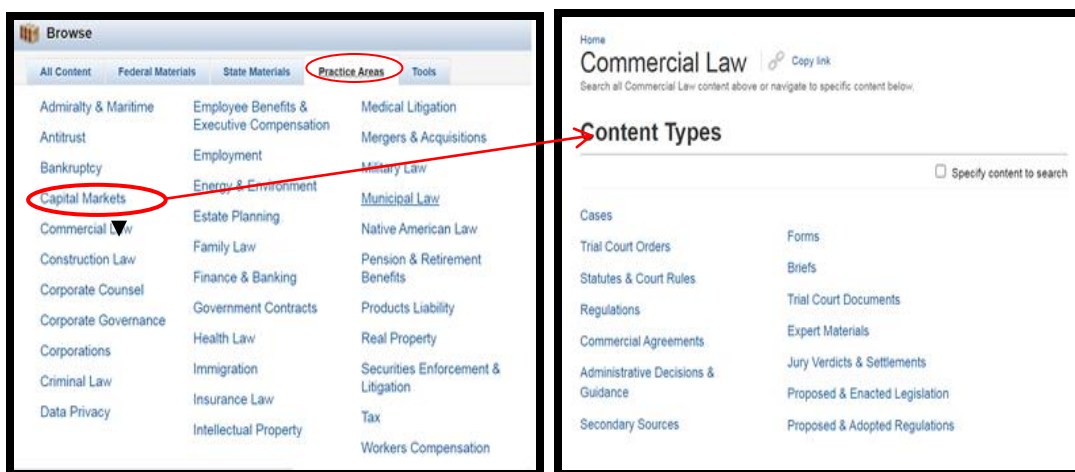 Browse
All Content Federal Materials State Materials Practice Areas Tools
Admiralty & Maritime
Antitrust
Bankruptcy
Capital Markets
Commercial Law
Construction Law
Corporate Counsel
Corporate Governance
Corporations
Criminal Law
Data Privacy
Employee Benefits &
Executive Compensation
Employment
Energy & Environment
Estate Planning
Family Law
Finance & Banking
Government Contracts
Health Law
Immigration
Insurance Law
Intellectual Property
Medical Litigation
Mergers & Acquisitions
Military Law
Municipal Law
Native American Law
Pension & Retirement
Benefits
Products Liability
Real Property
Securities Enforcement &
Litigation
Tax
Workers Compensation
Home
Commercial Law Copy link
Search all Commercial Law content above or navigate to specific content below.
Content Types
Specify content to search
Cases
Trial Court Orders
Statutes & Court Rules
Regulations
Commercial Agreements
Administrative Decisions &
Guidance
Secondary Sources
Forms
Briefs
Trial Court Documents
Expert Materials
Jury Verdicts & Settlements
Proposed & Enacted Legislation
Proposed & Adopted Regulations